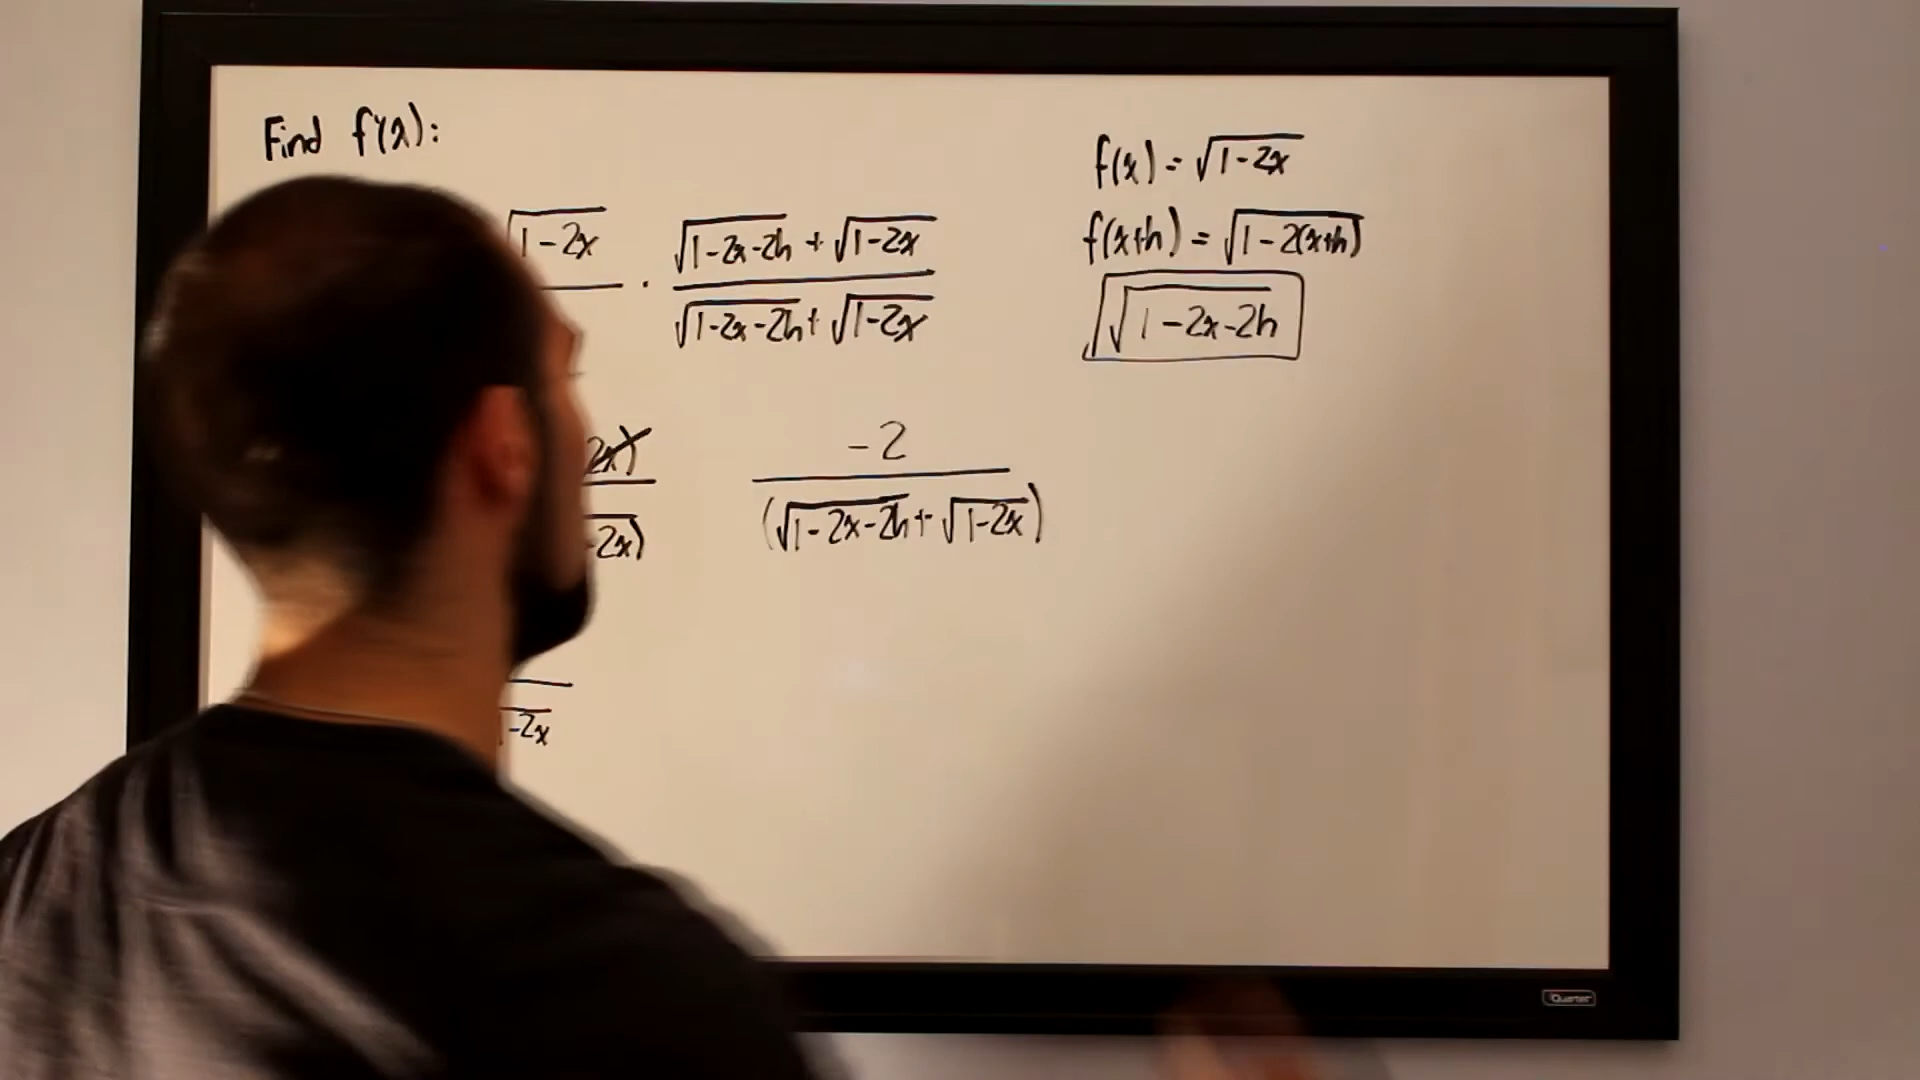 Find f'(x):
f(x) = √(1-2x)
f(x+h) = √(1-2(x+h))
√(1-2x-2h)
√(1-2x) · (√(1-2x-2h) + √(1-2x)) / (√(1-2x-2h) + √(1-2x))
2x)
-2x)
-2 / (√(1-2x-2h) + √(1-2x))
-2x
Quartet